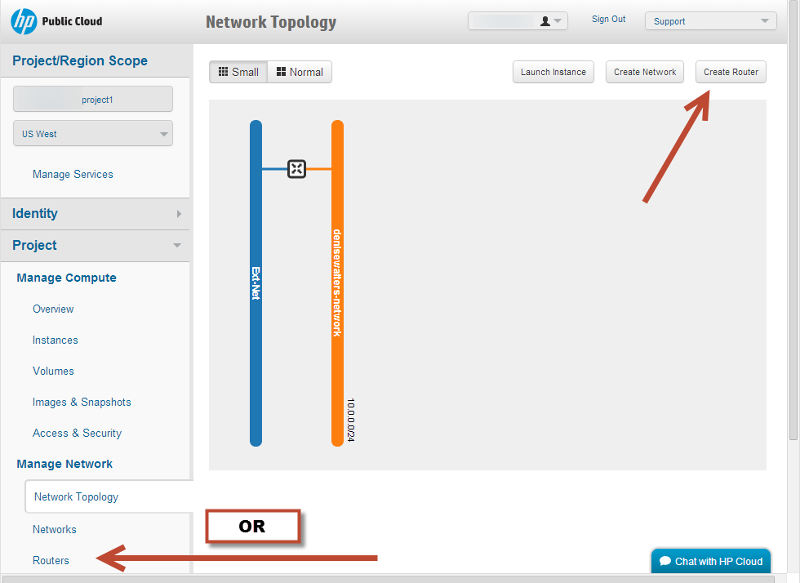 hp Public Cloud
Network Topology
Sign Out
Support
Project/Region Scope
project1
US West
Manage Services
Identity
Project
Manage Compute
Overview
Instances
Volumes
Images & Snapshots
Access & Security
Manage Network
Network Topology
Networks
Routers
Small
Normal
Launch Instance
Create Network
Create Router
Ext-Net
denisewalters-network
10.0.0.0/24
OR
Chat with HP Cloud